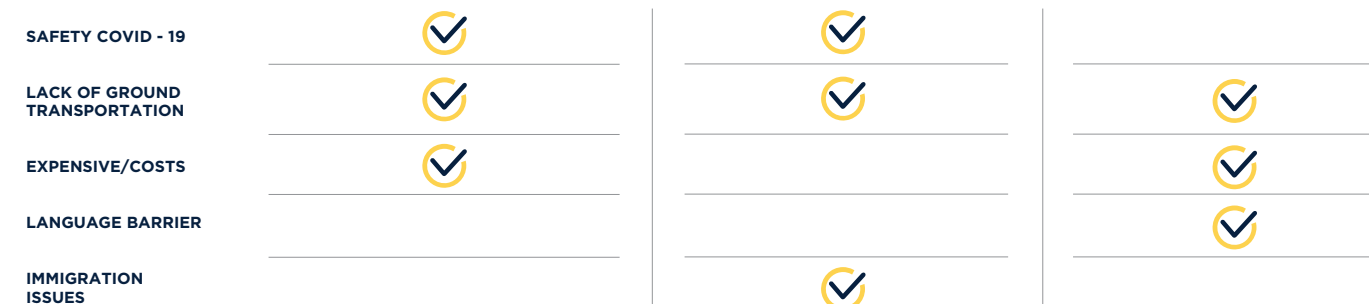 SAFETY COVID - 19
LACK OF GROUND
TRANSPORTATION
EXPENSIVE/COSTS
LANGUAGE BARRIER
IMMIGRATION
ISSUES